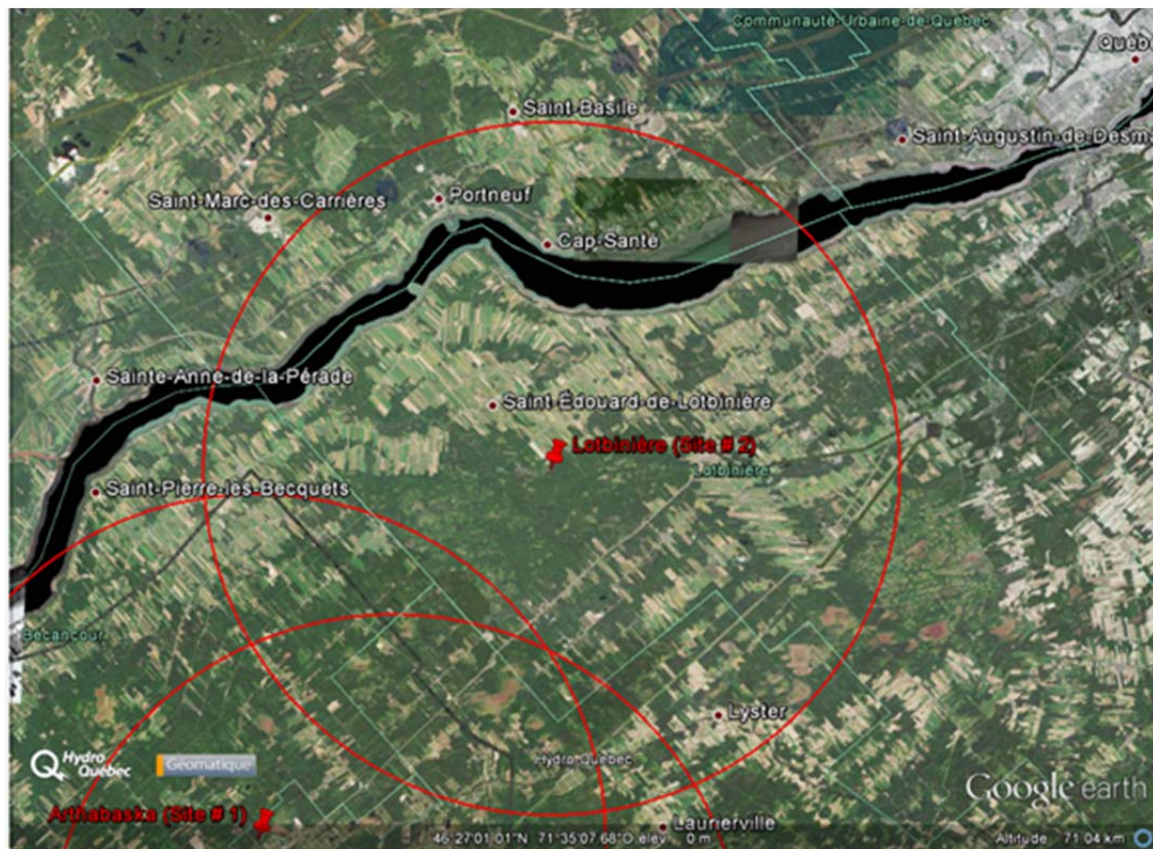 Communauté-Urbaine-de-Québec
Saint-Basile
Saint-Augustin-de-Desm
Saint-Marc-des-Carrières
Portneuf
Cap-Santé
Sainte-Anne-de-la-Pérade
Saint-Édouard-de-Lotbinière
Lotbinière (Site # 2)
Lotbinière
Saint-Pierre-les-Becquets
Bécancour
Lyster
Hydro-Québec
Hydro
Québec
Géomatique
Google earth
Arthabaska (Site # 1)
Laurierville
46°27'01.01"N 71°35'07.68"O élev. 0 m
Altitude 71.04 km